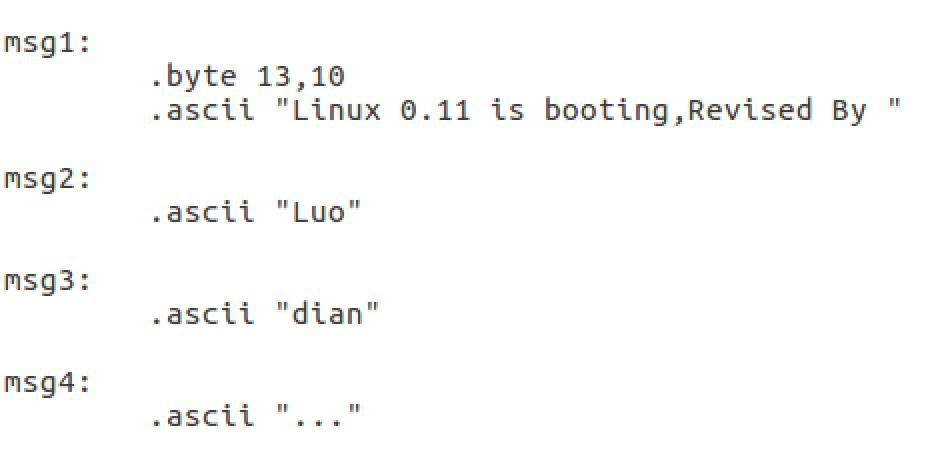 msg1:
.byte 13,10
.ascii "Linux 0.11 is booting,Revised By "
msg2:
.ascii "Luo"
msg3:
.ascii "dian"
msg4:
.ascii "..."